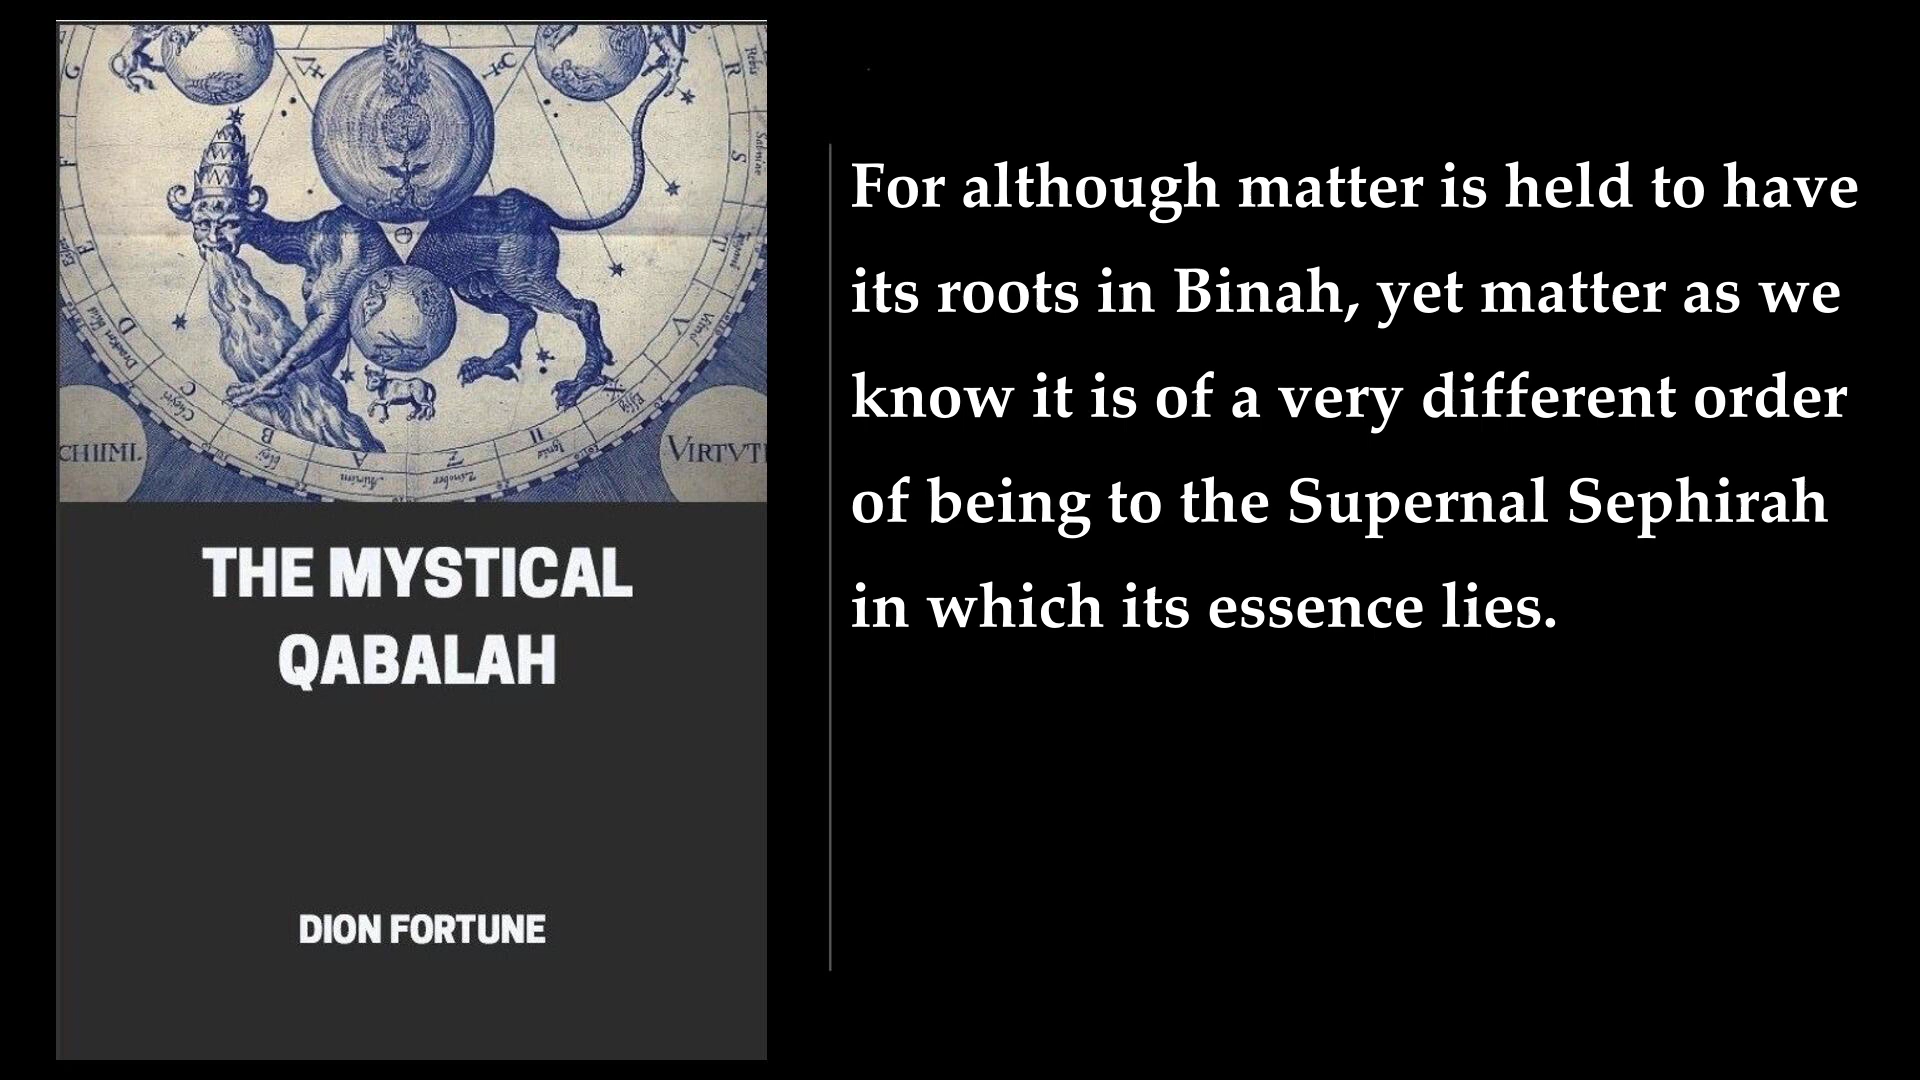 CHIIMI.
VIRTVTI
THE MYSTICAL
QABALAH
DION FORTUNE
For although matter is held to have
its roots in Binah, yet matter as we
know it is of a very different order
of being to the Supernal Sephirah
in which its essence lies.